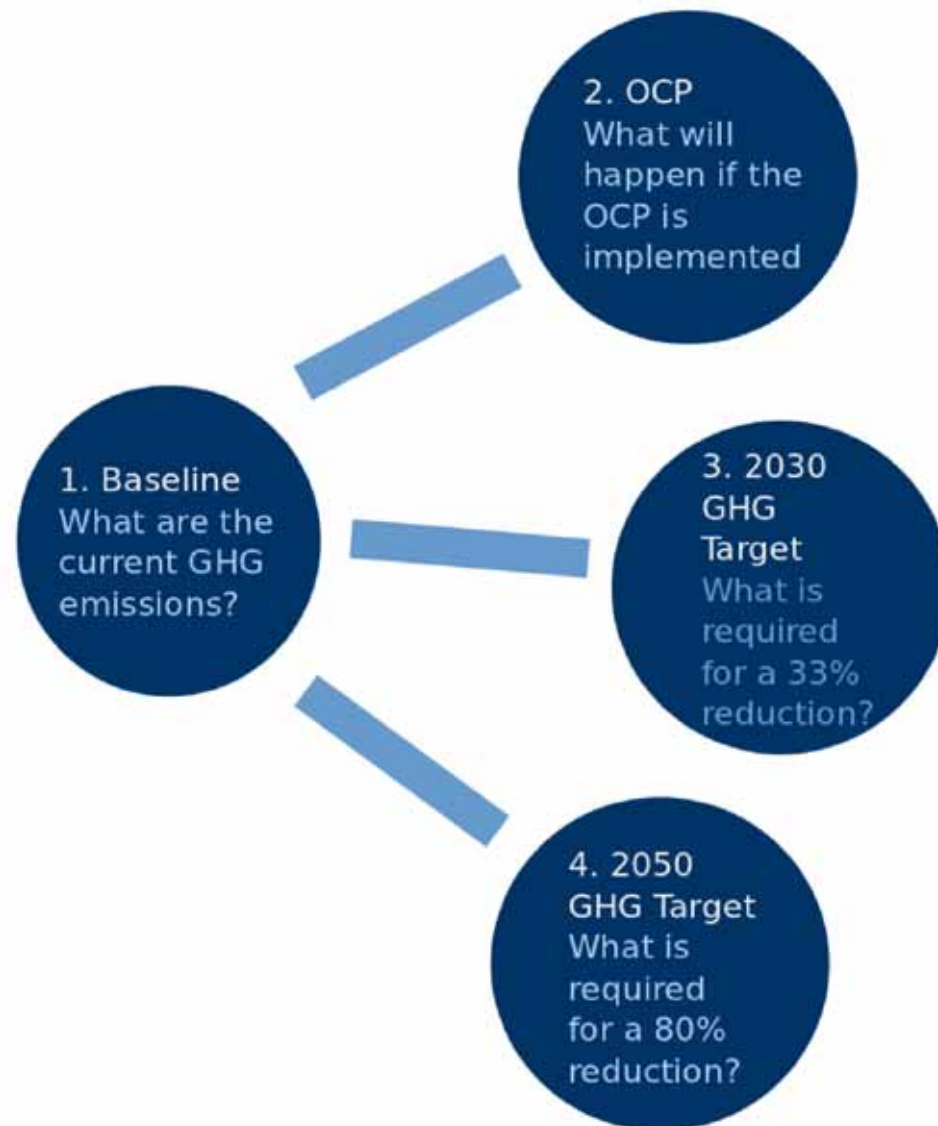 2. OCP
What will
happen if the
OCP is
implemented
1. Baseline
What are the
current GHG
emissions?
3. 2030
GHG
Target
What is
required
for a 33%
reduction?
4. 2050
GHG Target
What is
required
for a 80%
reduction?